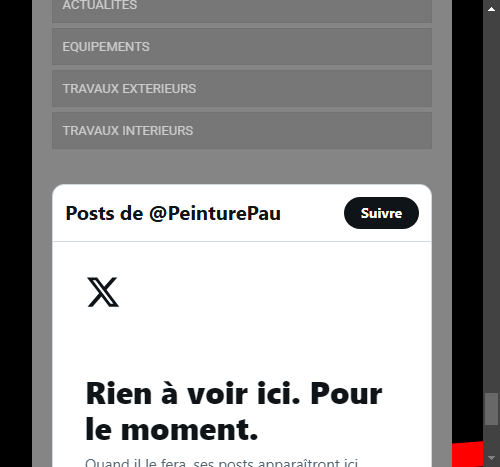 ACTUALITES
EQUIPEMENTS
TRAVAUX EXTERIEURS
TRAVAUX INTERIEURS
Posts de @PeinturePau
Suivre
Rien à voir ici. Pour
le moment.
Quand il le fera, ses posts apparaîtront ici.